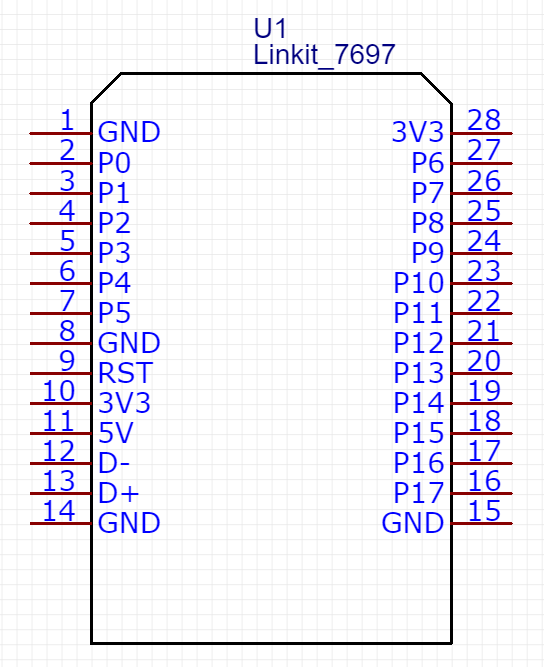 U1
Linkit_7697
1 GND 3V3 28
2 P0 P6 27
3 P1 P7 26
4 P2 P8 25
5 P3 P9 24
6 P4 P10 23
7 P5 P11 22
8 GND P12 21
9 RST P13 20
10 3V3 P14 19
11 5V P15 18
12 D- P16 17
13 D+ P17 16
14 GND GND 15